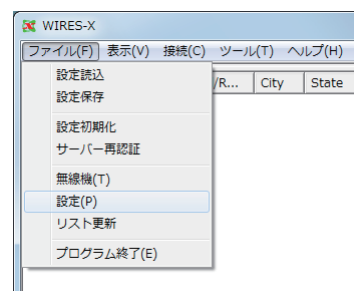 WIRES-X
ファイル(F) 表示(V) 接続(C) ツール(T) ヘルプ(H)
/R... City State
設定読込
設定保存
設定初期化
サーバー再認証
無線機(T)
設定(P)
リスト更新
プログラム終了(E)